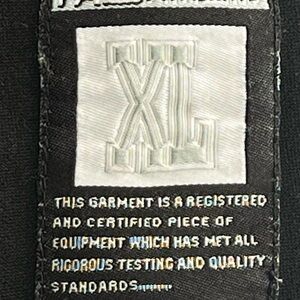 XL
THIS GARMENT IS A REGISTERED
AND CERTIFIED PIECE OF
EQUIPMENT WHICH HAS MET ALL
RIGOROUS TESTING AND QUALITY
STANDARDS